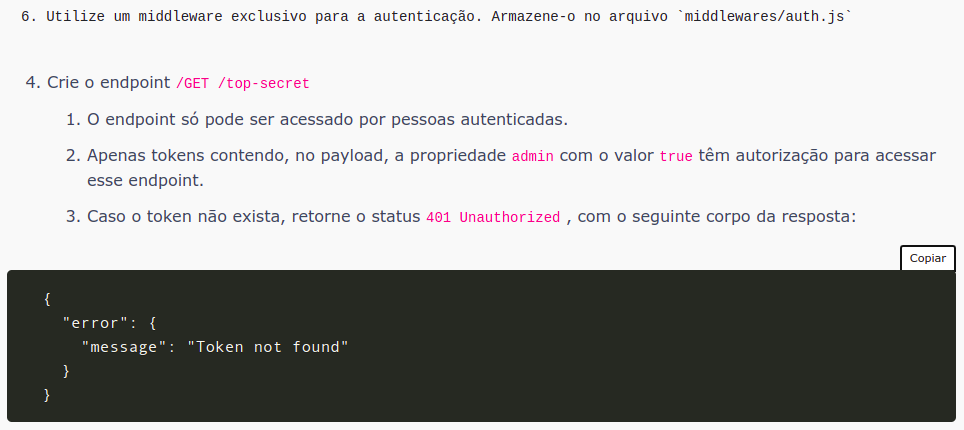 6. Utilize um middleware exclusivo para a autenticação. Armazene-o no arquivo `middlewares/auth.js`
4. Crie o endpoint /GET /top-secret
1. O endpoint só pode ser acessado por pessoas autenticadas.
2. Apenas tokens contendo, no payload, a propriedade admin com o valor true têm autorização para acessar
esse endpoint.
3. Caso o token não exista, retorne o status 401 Unauthorized , com o seguinte corpo da resposta:
Copiar
{
  "error": {
    "message": "Token not found"
  }
}